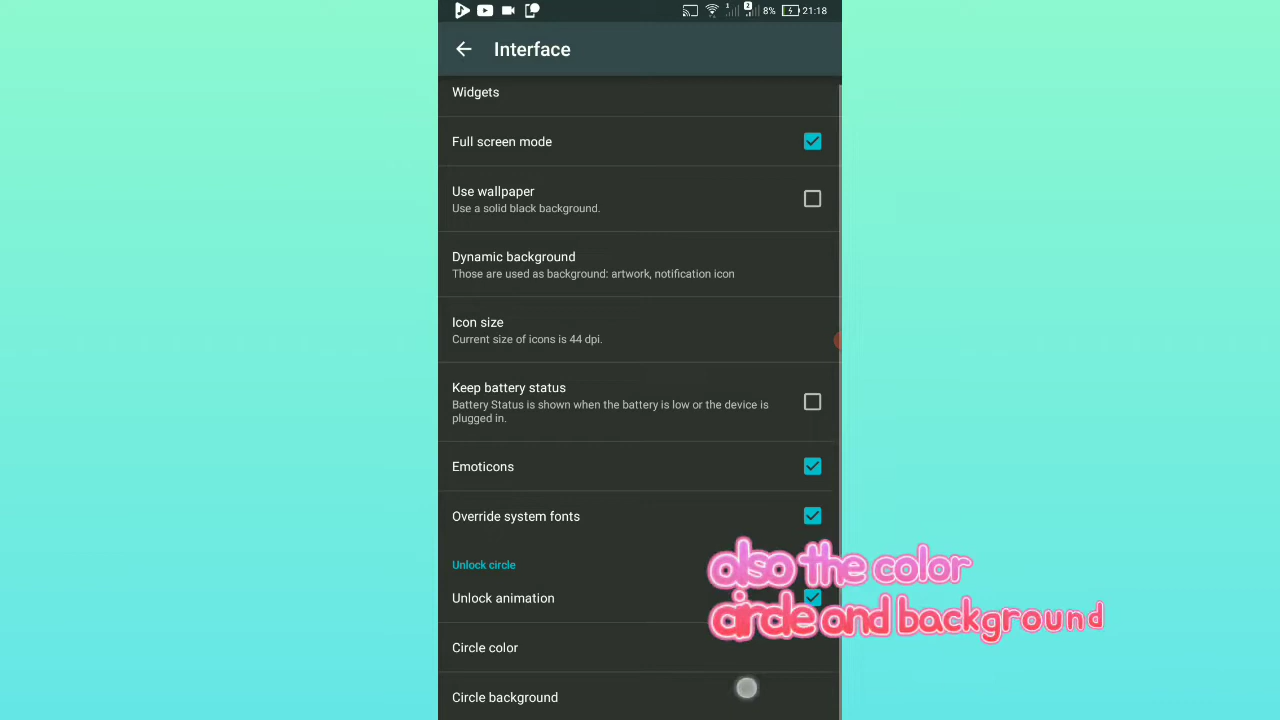 1 2 8% 21:18
Interface
Widgets
Full screen mode
Use wallpaper
Use a solid black background.
Dynamic background
Those are used as background: artwork, notification icon
Icon size
Current size of icons is 44 dpi.
Keep battery status
Battery Status is shown when the battery is low or the device is
plugged in.
Emoticons
Override system fonts
Unlock circle
also the color
Unlock animation
circle and background
Circle color
Circle background